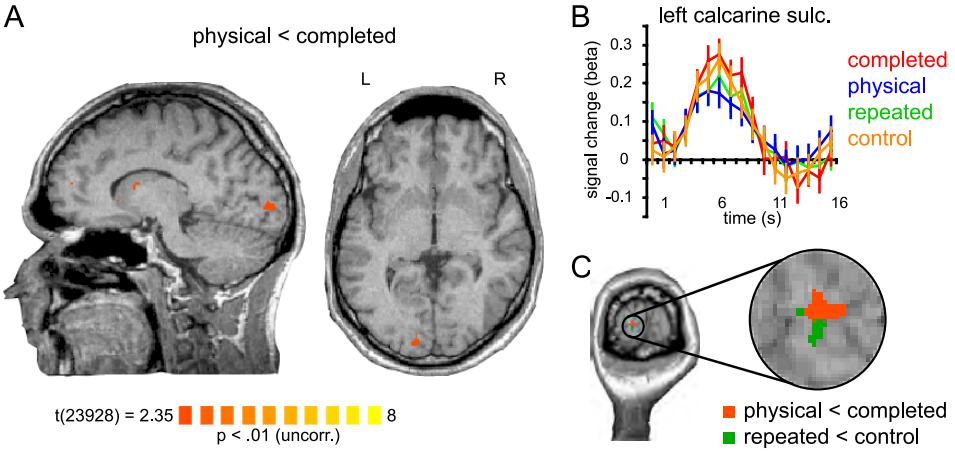 A
physical < completed
L R
t(23928) = 2.35 8
p < .01 (uncorr.)
B
left calcarine sulc.
signal change (beta)
0.3
0.2
0.1
0
-0.1
1 6 11 16
time (s)
completed
physical
repeated
control
C
physical < completed
repeated < control